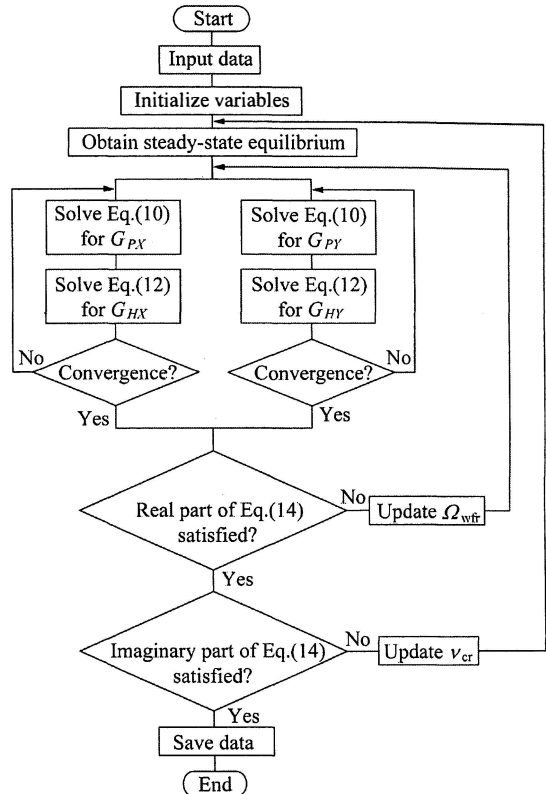 Start
Input data
Initialize variables
Obtain steady-state equilibrium
Solve Eq.(10)
for G_PX
Solve Eq.(10)
for G_PY
Solve Eq.(12)
for G_HX
Solve Eq.(12)
for G_HY
No
Convergence?
Convergence?
No
Yes
Yes
Real part of Eq.(14)
satisfied?
No
Update Ω_wfr
Yes
Imaginary part of Eq.(14)
satisfied?
No
Update ν_cr
Yes
Save data
End